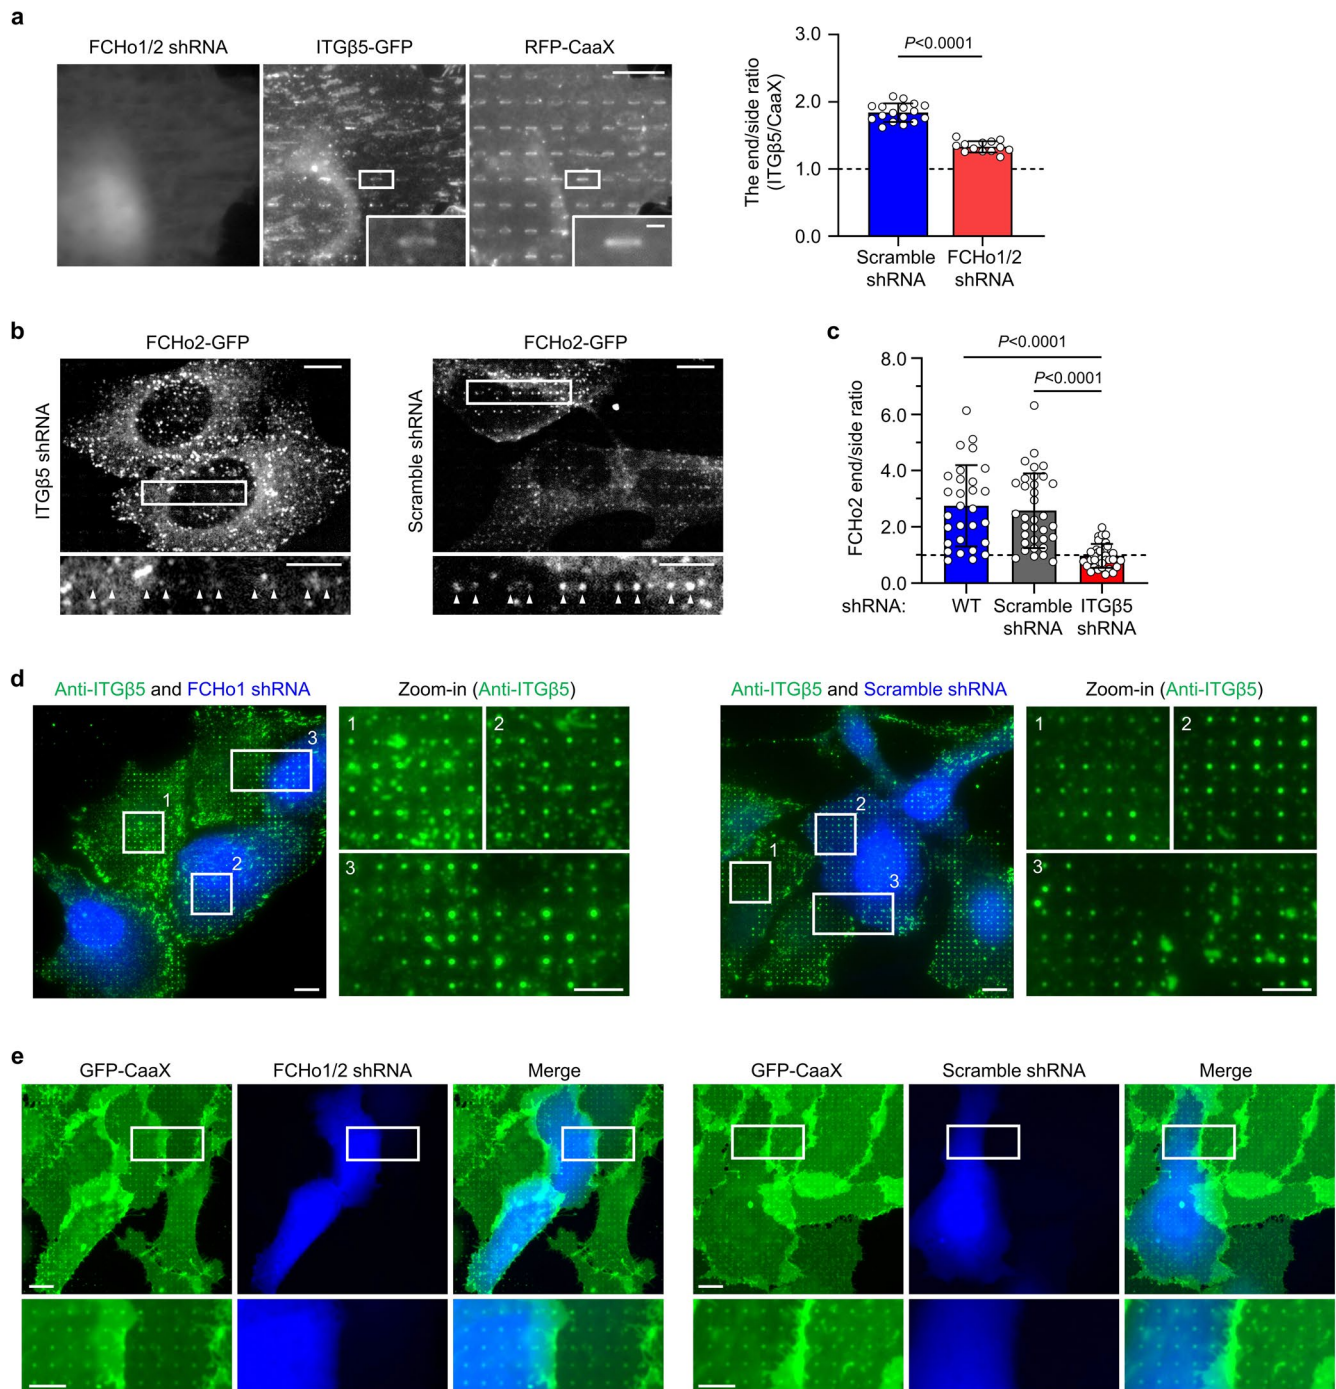 a
FCHo1/2 shRNA
ITGβ5-GFP
RFP-CaaX
The end/side ratio
(ITGβ5/CaaX)
3.0
2.0
1.0
0.0
P<0.0001
Scramble
shRNA
FCHo1/2
shRNA
b
FCHo2-GFP
ITGβ5 shRNA
FCHo2-GFP
Scramble shRNA
c
FCHo2 end/side ratio
8.0
6.0
4.0
2.0
0.0
P<0.0001
P<0.0001
shRNA:
WT
Scramble
shRNA
ITGβ5
shRNA
d
Anti-ITGβ5 and FCHo1 shRNA
1
2
3
Zoom-in (Anti-ITGβ5)
1
2
3
Anti-ITGβ5 and Scramble shRNA
1
2
3
Zoom-in (Anti-ITGβ5)
1
2
3
e
GFP-CaaX
FCHo1/2 shRNA
Merge
GFP-CaaX
Scramble shRNA
Merge